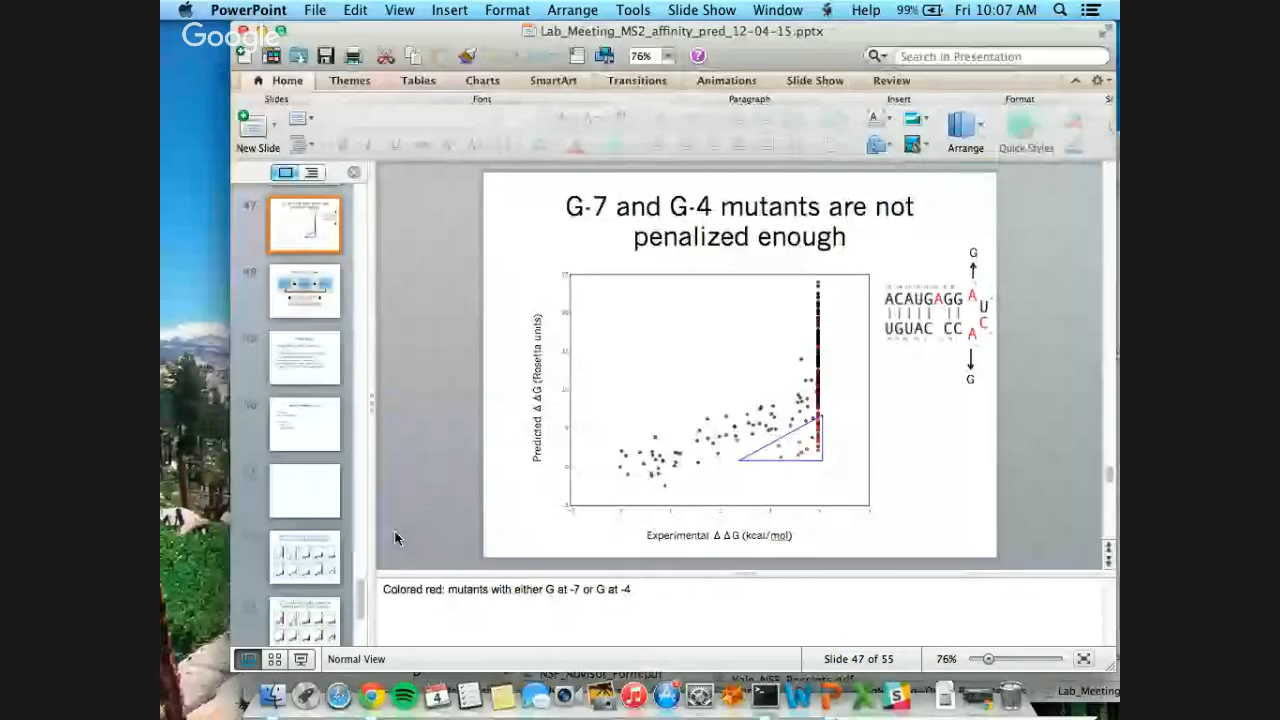 PowerPoint File Edit View Insert Format Arrange Tools Slide Show Window Help 99% Fri 10:07 AM
Google
Lab_Meeting_MS2_affinity_pred_12-04-15.pptx
76% Search in Presentation
Home Themes Tables Charts SmartArt Transitions Animations Slide Show Review
Slides Font Paragraph Insert Format
New Slide Arrange Quick Styles
47
48
G-7 and G-4 mutants are not
penalized enough
Predicted Δ Δ G (Rosetta units)
Experimental Δ Δ G (kcal/mol)
G
ACAUGAGG A
U
C
UGUAC CC A
G
Colored red: mutants with either G at -7 or G at -4
Normal View Slide 47 of 55 76%
NSF_Advisor_Form.pdf
Lab_Meeting